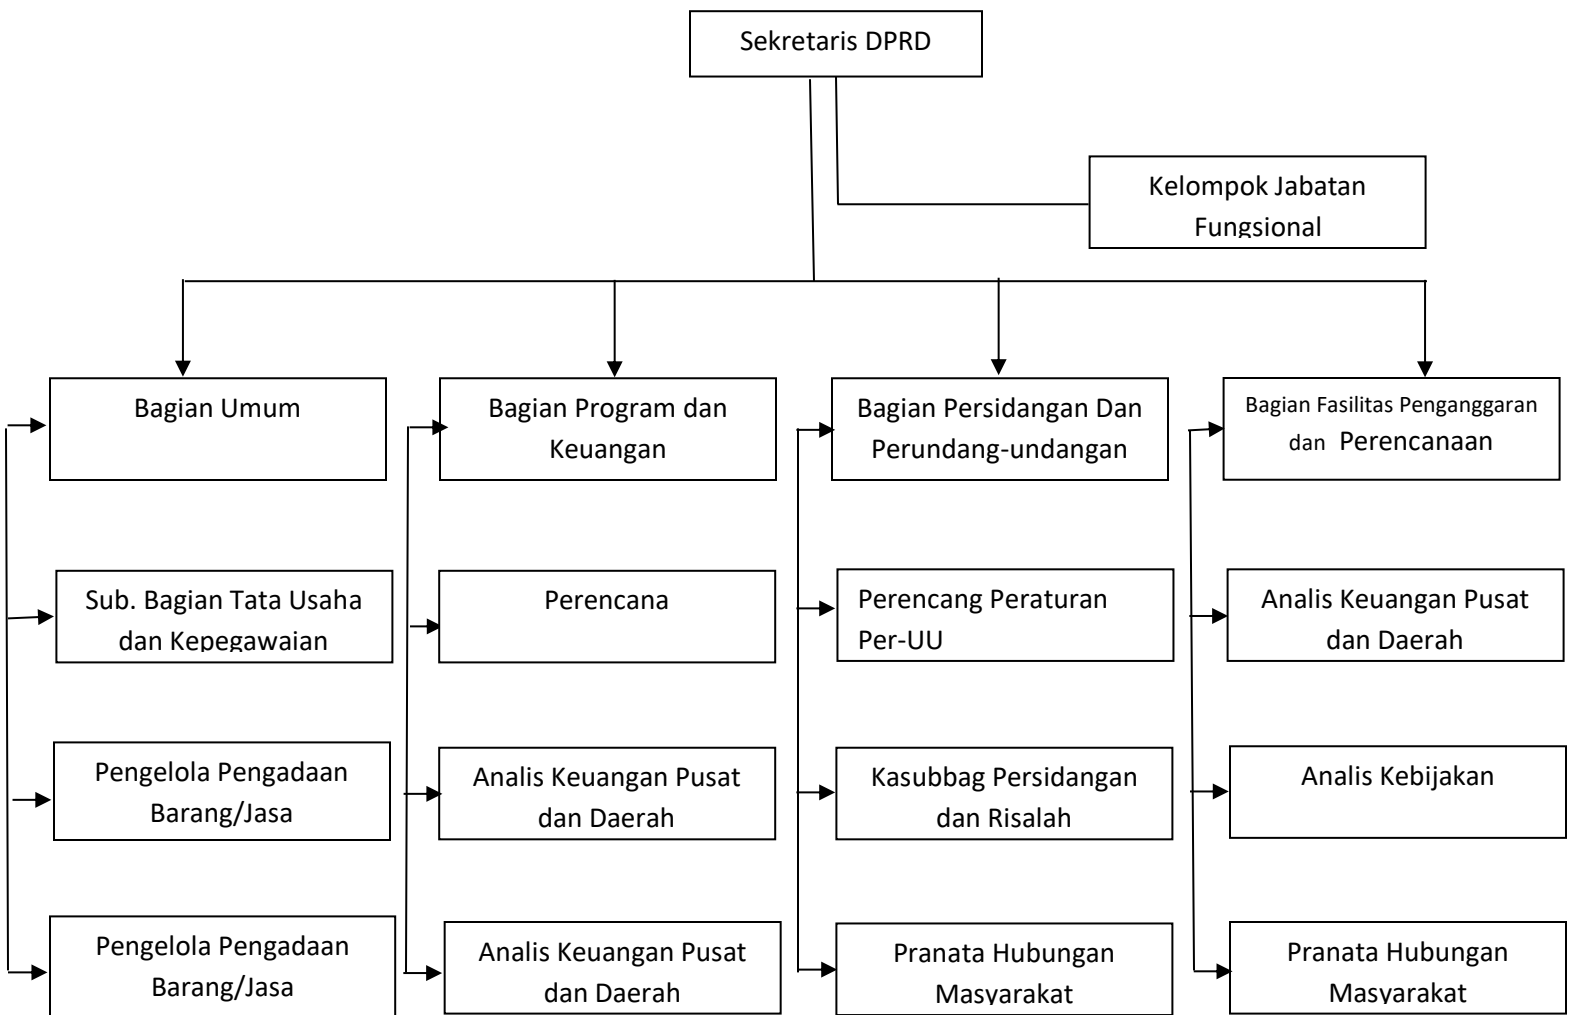 Sekretaris DPRD
Kelompok Jabatan
Fungsional
Bagian Umum
Bagian Program dan
Keuangan
Bagian Persidangan Dan
Perundang-undangan
Bagian Fasilitas Penganggaran
dan Perencanaan
Sub. Bagian Tata Usaha
dan Kepegawaian
Perencana
Perencang Peraturan
Per-UU
Analis Keuangan Pusat
dan Daerah
Pengelola Pengadaan
Barang/Jasa
Analis Keuangan Pusat
dan Daerah
Kasubbag Persidangan
dan Risalah
Analis Kebijakan
Pengelola Pengadaan
Barang/Jasa
Analis Keuangan Pusat
dan Daerah
Pranata Hubungan
Masyarakat
Pranata Hubungan
Masyarakat